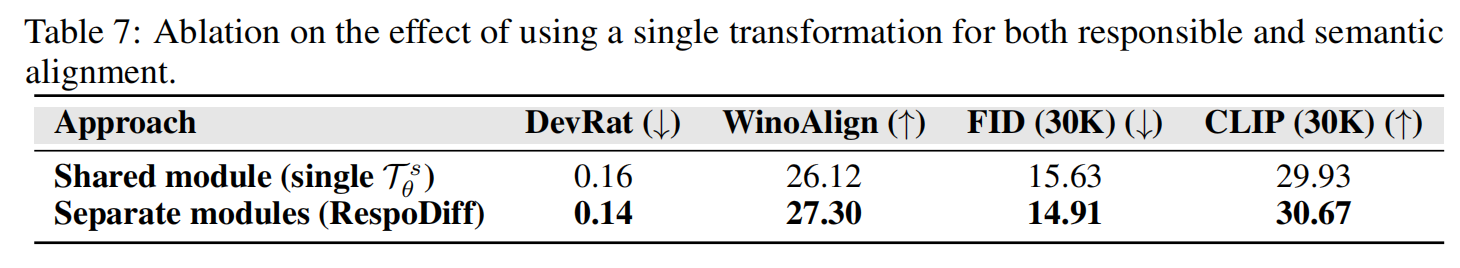 Table 7: Ablation on the effect of using a single transformation for both responsible and semantic
alignment.
Approach DevRat (↓) WinoAlign (↑) FID (30K) (↓) CLIP (30K) (↑)
Shared module (single 𝒯_θ^s) 0.16 26.12 15.63 29.93
Separate modules (RespoDiff) 0.14 27.30 14.91 30.67